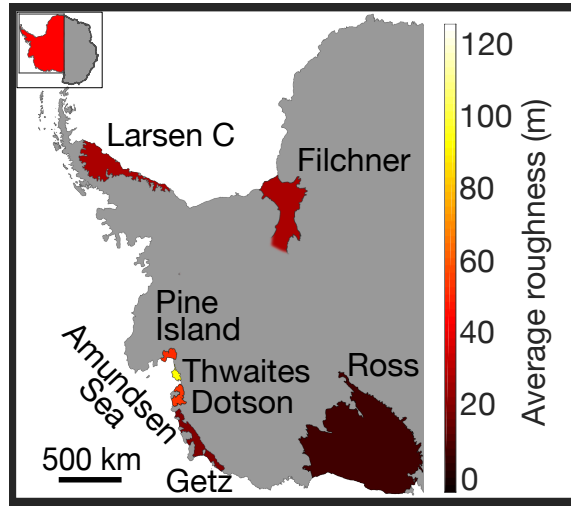 Larsen C
Filchner
Pine
Island
Thwaites
Dotson
Amundsen
Sea
Getz
Ross
500 km
120
100
80
60
40
20
0
Average roughness (m)